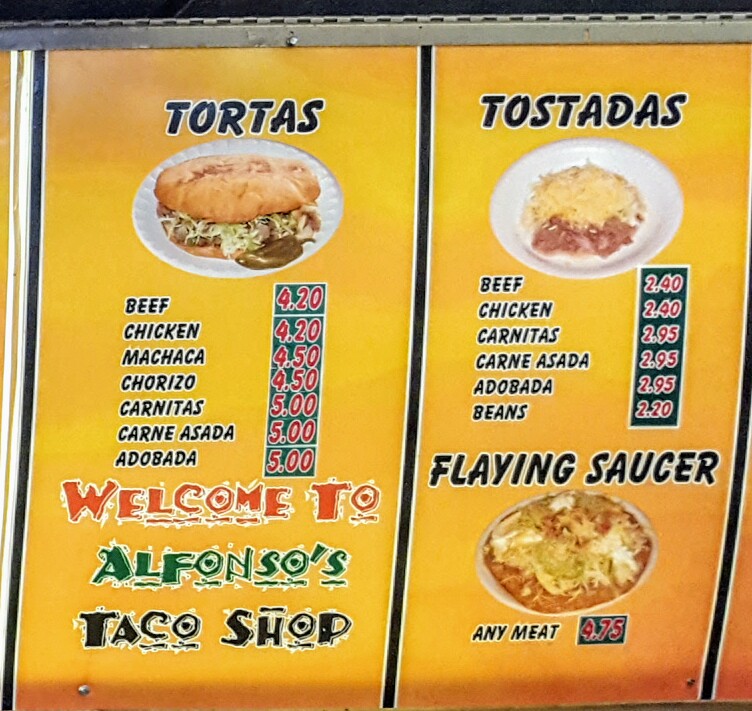 TORTAS
BEEF 4.20
CHICKEN 4.20
MACHACA 4.50
CHORIZO 4.50
CARNITAS 5.00
CARNE ASADA 5.00
ADOBADA 5.00
WELCOME TO
ALFONSO'S
TACO SHOP
TOSTADAS
BEEF 2.40
CHICKEN 2.40
CARNITAS 2.95
CARNE ASADA 2.95
ADOBADA 2.95
BEANS 2.20
FLAYING SAUCER
ANY MEAT 4.75